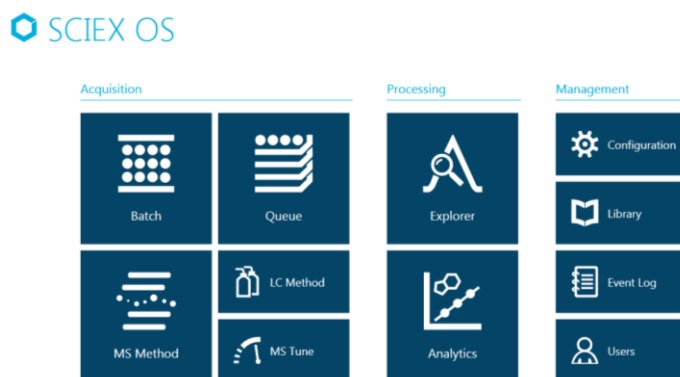 SCIEX OS
Acquisition
Processing
Management
Batch
Queue
Explorer
Configuration
Library
MS Method
LC Method
MS Tune
Analytics
Event Log
Users